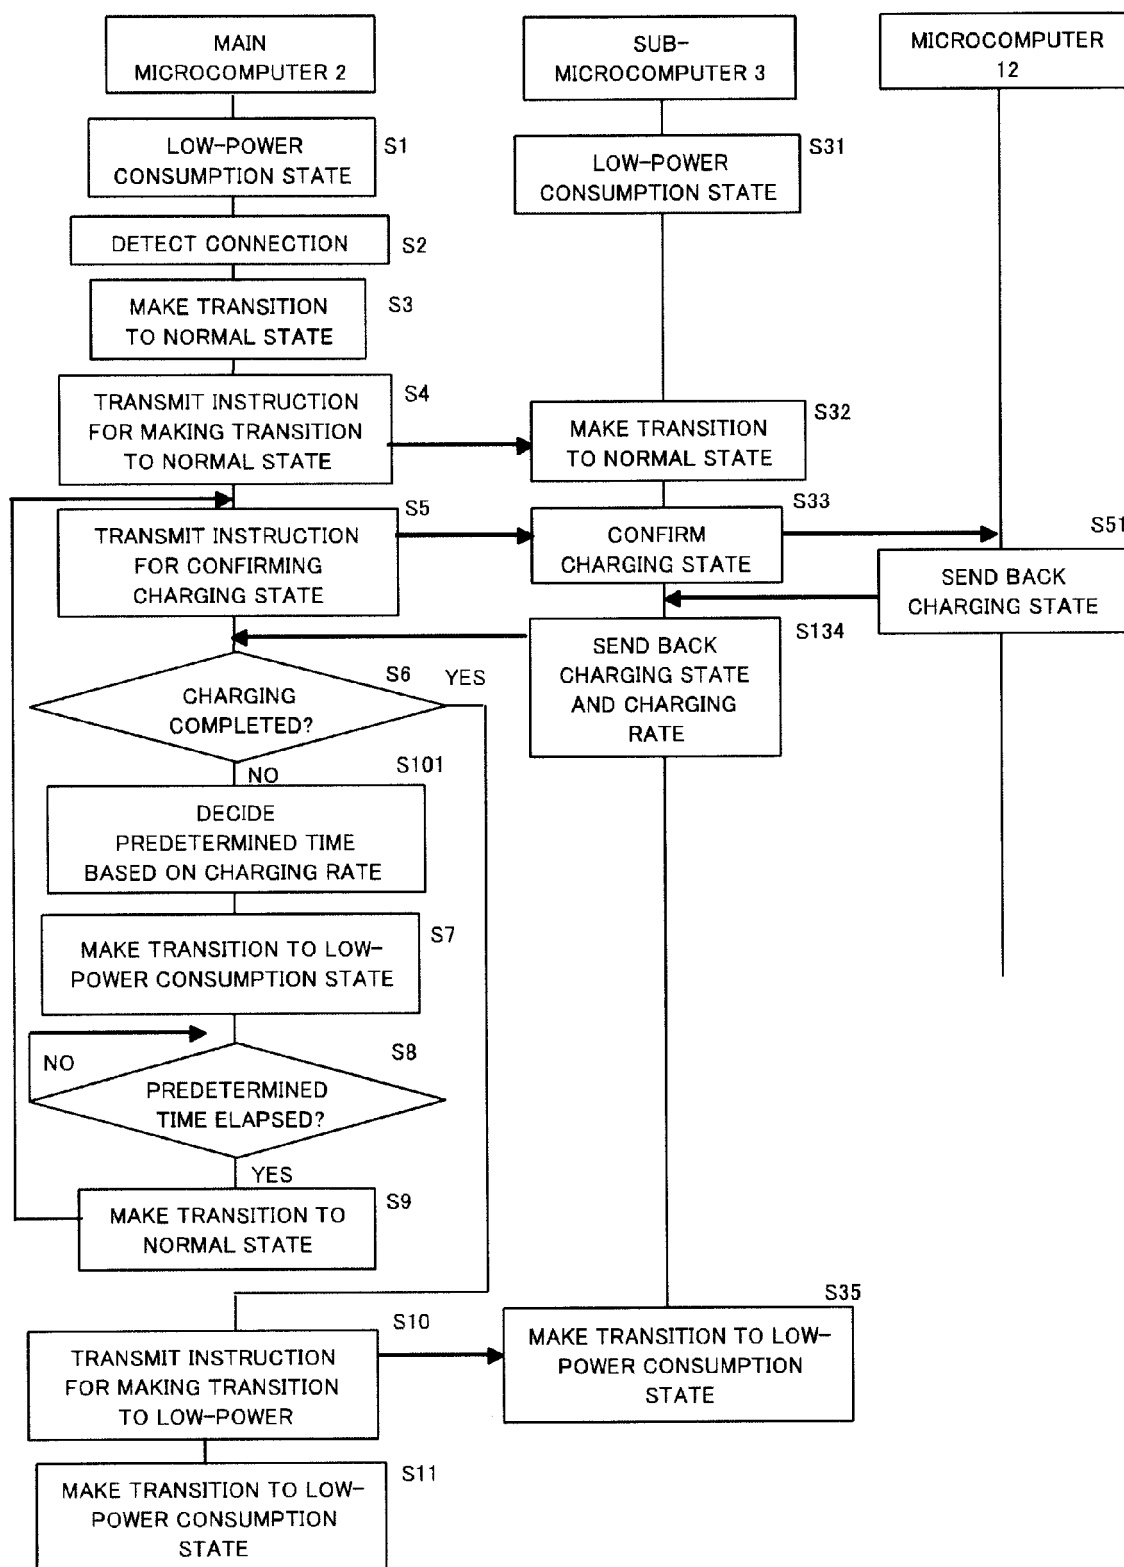 MAIN
MICROCOMPUTER 2
SUB-
MICROCOMPUTER 3
MICROCOMPUTER
12
LOW-POWER
CONSUMPTION STATE
S1
LOW-POWER
CONSUMPTION STATE
S31
DETECT CONNECTION
S2
MAKE TRANSITION
TO NORMAL STATE
S3
TRANSMIT INSTRUCTION
FOR MAKING TRANSITION
TO NORMAL STATE
S4
MAKE TRANSITION
TO NORMAL STATE
S32
TRANSMIT INSTRUCTION
FOR CONFIRMING
CHARGING STATE
S5
CONFIRM
CHARGING STATE
S33
SEND BACK
CHARGING STATE
S51
SEND BACK
CHARGING STATE
AND CHARGING
RATE
S134
CHARGING
COMPLETED?
S6
YES
NO
DECIDE
PREDETERMINED TIME
BASED ON CHARGING RATE
S101
MAKE TRANSITION TO LOW-
POWER CONSUMPTION STATE
S7
PREDETERMINED
TIME ELAPSED?
S8
NO
YES
MAKE TRANSITION TO
NORMAL STATE
S9
TRANSMIT INSTRUCTION
FOR MAKING TRANSITION
TO LOW-POWER
S10
MAKE TRANSITION TO LOW-
POWER CONSUMPTION
STATE
S35
MAKE TRANSITION TO LOW-
POWER CONSUMPTION
STATE
S11